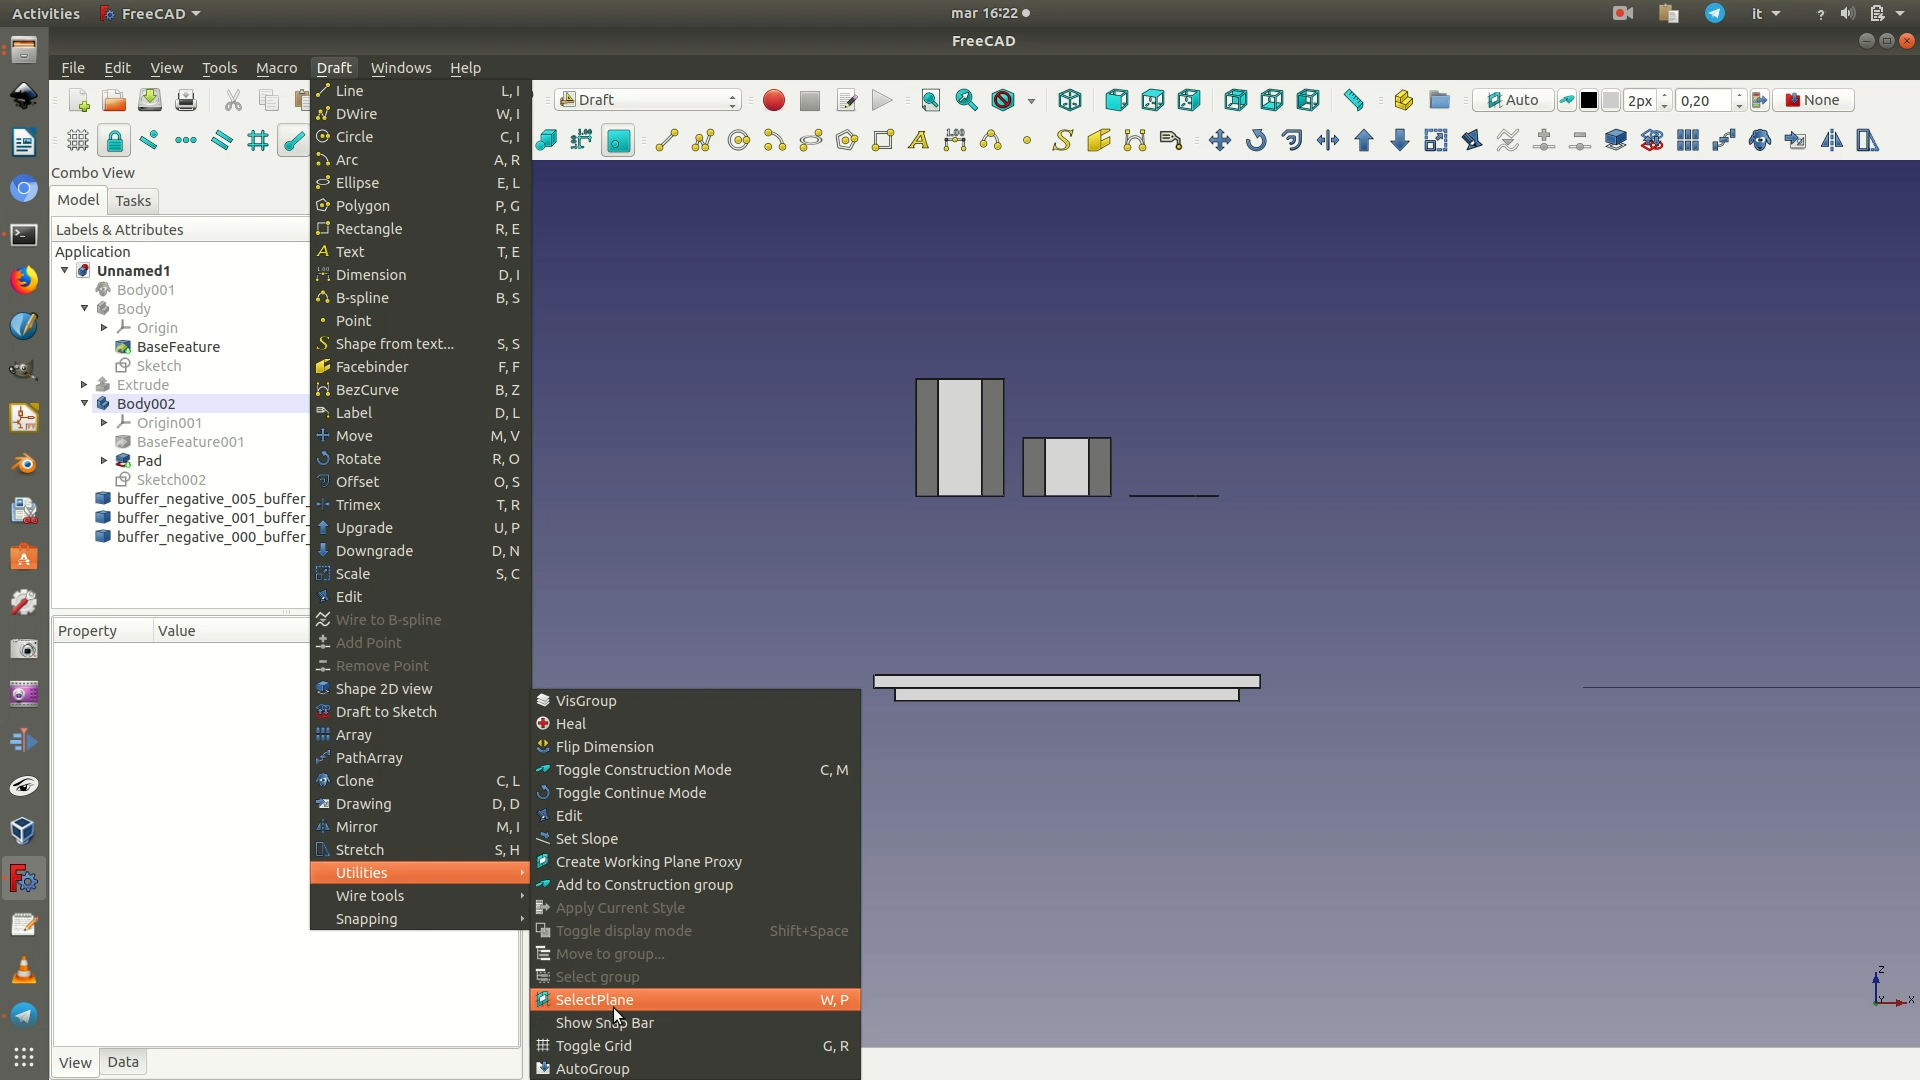 Activities FreeCAD mar 16:22 it ?
FreeCAD
File Edit View Tools Macro Draft Windows Help
Draft Auto 2px 0,20 None
Combo View
Model Tasks
Labels & Attributes
Application
Unnamed1
Body001
Body
Origin
BaseFeature
Sketch
Extrude
Body002
Origin001
BaseFeature001
Pad
Sketch002
buffer_negative_005_buffer_
buffer_negative_001_buffer_
buffer_negative_000_buffer_
Property Value
View Data
Line L, I
DWire W, I
Circle C, I
Arc A, R
Ellipse E, L
Polygon P, G
Rectangle R, E
Text T, E
Dimension D, I
B-spline B, S
Point
Shape from text... S, S
Facebinder F, F
BezCurve B, Z
Label D, L
Move M, V
Rotate R, O
Offset O, S
Trimex T, R
Upgrade U, P
Downgrade D, N
Scale S, C
Edit
Wire to B-spline
Add Point
Remove Point
Shape 2D view
Draft to Sketch
Array
PathArray
Clone C, L
Drawing D, D
Mirror M, I
Stretch S, H
Utilities
Wire tools
Snapping
VisGroup
Heal
Flip Dimension
Toggle Construction Mode C, M
Toggle Continue Mode
Edit
Set Slope
Create Working Plane Proxy
Add to Construction group
Apply Current Style
Toggle display mode Shift+Space
Move to group...
Select group
SelectPlane W, P
Show Snap Bar
Toggle Grid G, R
AutoGroup
Z
Y X